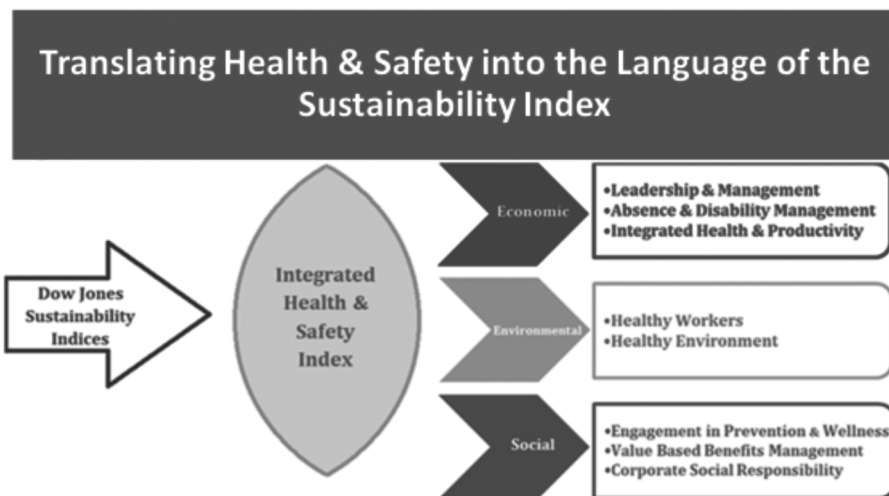 Translating Health & Safety into the Language of the
Sustainability Index
Dow Jones
Sustainability
Indices
Integrated
Health &
Safety
Index
Economic
•Leadership & Management
•Absence & Disability Management
•Integrated Health & Productivity
Environmental
•Healthy Workers
•Healthy Environment
Social
•Engagement in Prevention & Wellness
•Value Based Benefits Management
•Corporate Social Responsibility